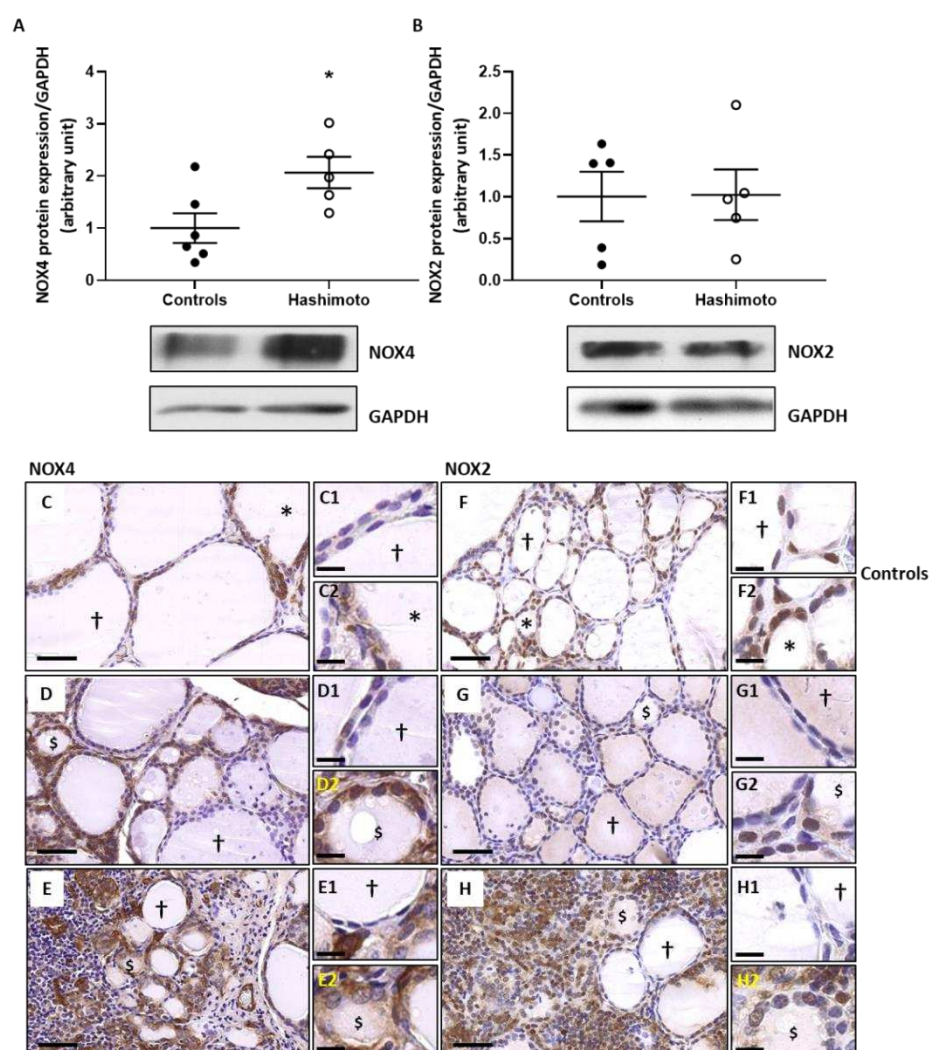 A
B
NOX4 protein expression/GAPDH
(arbitrary unit)
4
3
2
1
0
*
Controls
Hashimoto
NOX2 protein expression/GAPDH
(arbitrary unit)
2.5
2.0
1.5
1.0
0.5
0.0
Controls
Hashimoto
NOX4
GAPDH
NOX2
GAPDH
NOX4
NOX2
C
*
†
C1
†
C2
*
F
†
*
F1
†
F2
*
Controls
D
$
†
D1
†
D2
$
G
$
†
G1
†
G2
$
E
†
$
E1
†
E2
$
H
$
†
H1
†
H2
$